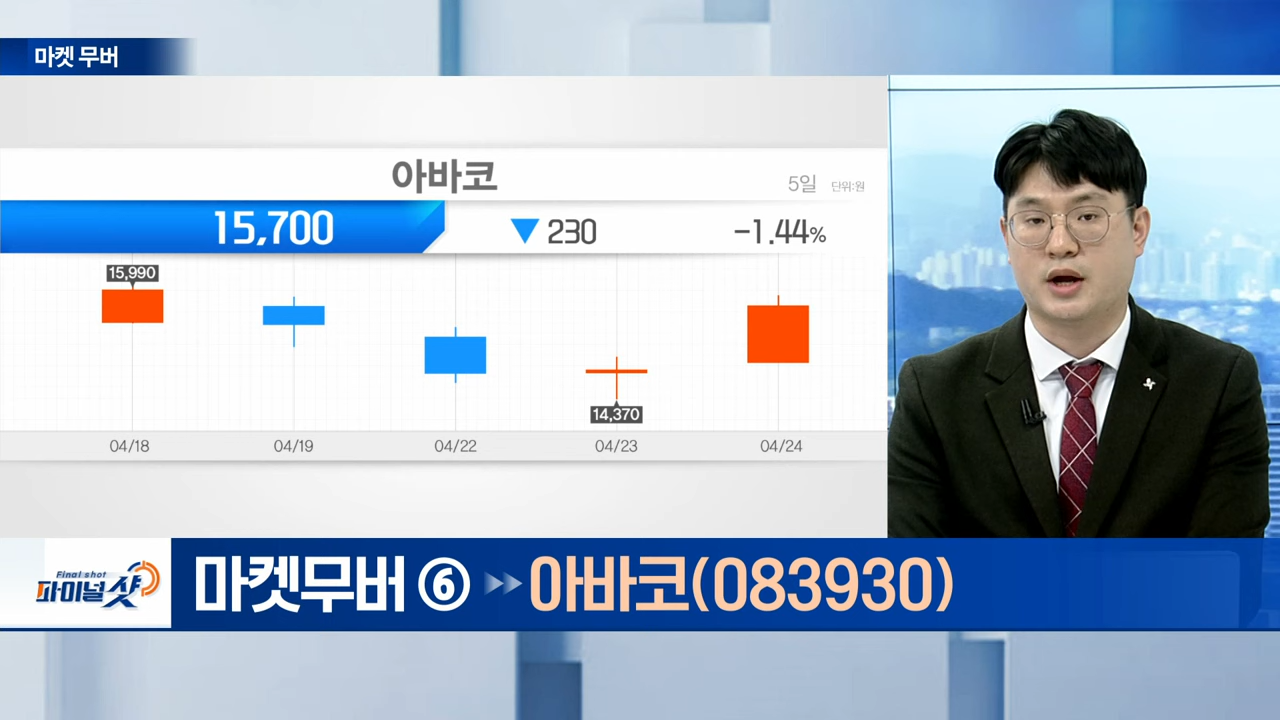 마켓 무버
아바코
5일 단위:원
15,700 ▼ 230 -1.44%
15,990
14,370
04/18 04/19 04/22 04/23 04/24
Final shot
파이널샷
마켓무버 ⑥ 아바코(083930)